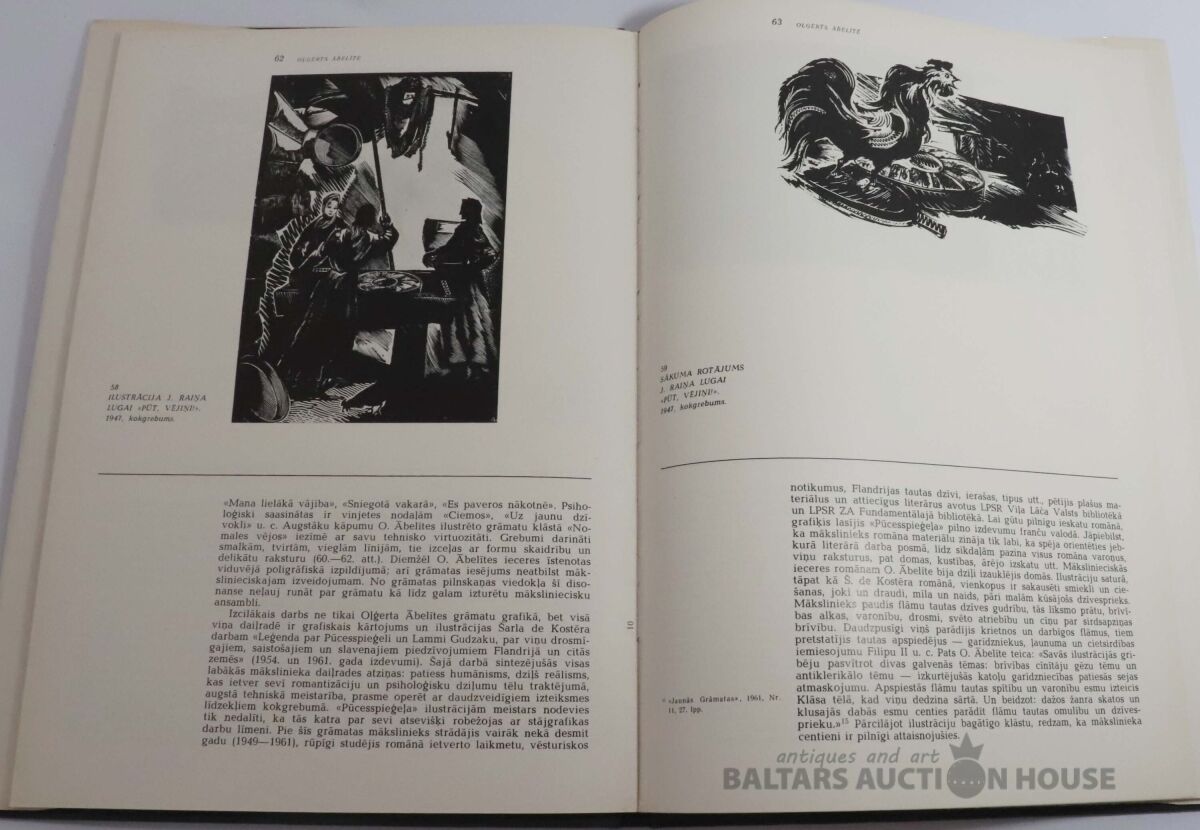 62 OLĢERTS ĀBELĪTE
58
ILUSTRĀCIJA J. RAIŅA
LUGAI «PŪT, VĒJIŅI!».
1947, kokgrebums.
«Mana lielākā vājība», «Sniegotā vakarā», «Es paveros nākotnē». Psiho-
loģiski saasinātas ir vinjetes nodaļām «Ciemos», «Uz jaunu dzī-
vokli» u. c. Augstāku kāpumu O. Ābelītes ilustrēto grāmatu klāstā «No-
males vējos» iezīmē ar savu tehnisko virtuozitāti. Grebumi darināti
smalkām, tvirtām, vieglām līnijām, tie izceļas ar formu skaidrību un
delikātu raksturu (60.—62. att.). Diemžēl O. Ābelītes ieceres īstenotas
viduvējā poligrāfiskā izpildījumā; arī grāmatas iesējums neatbilst māk-
slinieciskajam izveidojumam. No grāmatas pilnskaņas viedokļa šī diso-
nanse neļauj runāt par grāmatu kā līdz galam izturētu māksliniecisku
ansambli.
Izcilākais darbs ne tikai Oļģerta Ābelītes grāmatu grafikā, bet visā
viņa daiļradē ir grafiskais kārtojums un ilustrācijas Šarla de Kostēra
darbam «Leģenda par Pūcesspieģeli un Lammi Gudzaku, par viņu drosmī-
gajiem, saistošajiem un slavenajiem piedzīvojumiem Flandrijā un citās
zemēs» (1954. un 1961. gada izdevumi). Šajā darbā sintezējušās visas
labākās mākslinieka daiļrades atziņas: patiess humānisms, dziļš reālisms,
kas ietver sevī romantizāciju un psiholoģisku dziļumu tēlu traktējumā,
augstā tehniskā meistarība, prasme operēt ar daudzveidīgiem izteiksmes
līdzekļiem kokgrebumā. «Pūcesspieģeļa» ilustrācijām meistars nodevies
tik nedalīti, ka tās katra par sevi atsevišķi robežojas ar stājgrafikas
darbu līmeni. Pie šīs grāmatas mākslinieks strādājis vairāk nekā desmit
gadu (1949—1961), rūpīgi studējis romānā ietverto laikmetu, vēsturiskos
63 OLĢERTS ĀBELĪTE
59
SĀKUMA ROTĀJUMS
J. RAIŅA LUGAI
«PŪT, VĒJIŅI!».
1947, kokgrebums.
notikumus, Flandrijas tautas dzīvi, ierašas, tipus utt., pētījis plašus ma-
teriālus un attiecīgus literārus avotus LPSR Viļa Lāča Valsts bibliotēkā
un LPSR ZA Fundamentālajā bibliotēkā. Lai gūtu pilnīgu ieskatu romānā,
grafiķis lasījis «Pūcesspieģeļa» pilno izdevumu franču valodā. Jāpiebilst,
ka mākslinieks romāna materiālu zināja tik labi, ka spēja orientēties jeb-
kurā literārā darba posmā, līdz sīkdaļām pazina visus romāna varoņus,
viņu raksturus, pat domas, kustības, ārējo izskatu utt. Mākslinieciskās
ieceres romānam O. Ābelīte bija dziļi izauklējis domās. Ilustrāciju saturā,
tāpat kā Š. de Kostēra romānā, vienkopus ir sakausēti smiekli un cie-
šanas, joki un draudi, mīla un naids, pāri malām kūsājošs dzīvesprieks.
Mākslinieks paudis flāmu tautas dzīves gudrību, tās liksmo prātu, brīvī-
bas alkas, varonību, drosmi, svēto atriebību un cīņu par sirdsapziņas
brīvību. Daudzpusīgi viņš parādījis krietnos un darbīgos flāmus, tiem
pretstatījis tautas apspiedējus — garīdzniekus, ļaunuma un cietsirdības
iemiesojumu Filipu II u. c. Pats O. Ābelīte teica: «Savās ilustrācijās gri-
bēju pasvītrot divas galvenās tēmas: brīvības cīnītāju gēzu tēmu un
antiklerikālo tēmu — izkurtējušās katoļu garīdzniecības patiesās sejas
atmaskojumu. Apspiestās flāmu tautas spītību un varonību esmu izteicis
Klāsa tēlā, kad viņu dedzina sārtā. Un beidzot: dažos žanra skatos un
klusajās dabās esmu centies parādīt flāmu tautas omulību un dzīves-
prieku.»¹⁵ Pārcilājot ilustrāciju bagātīgo klāstu, redzam, ka mākslinieka
centieni ir pilnīgi attaisnojušies.
«Jaunās Grāmatas», 1961, Nr.
11, 27. lpp.
antiques and art
BALTARS AUCTION HOUSE